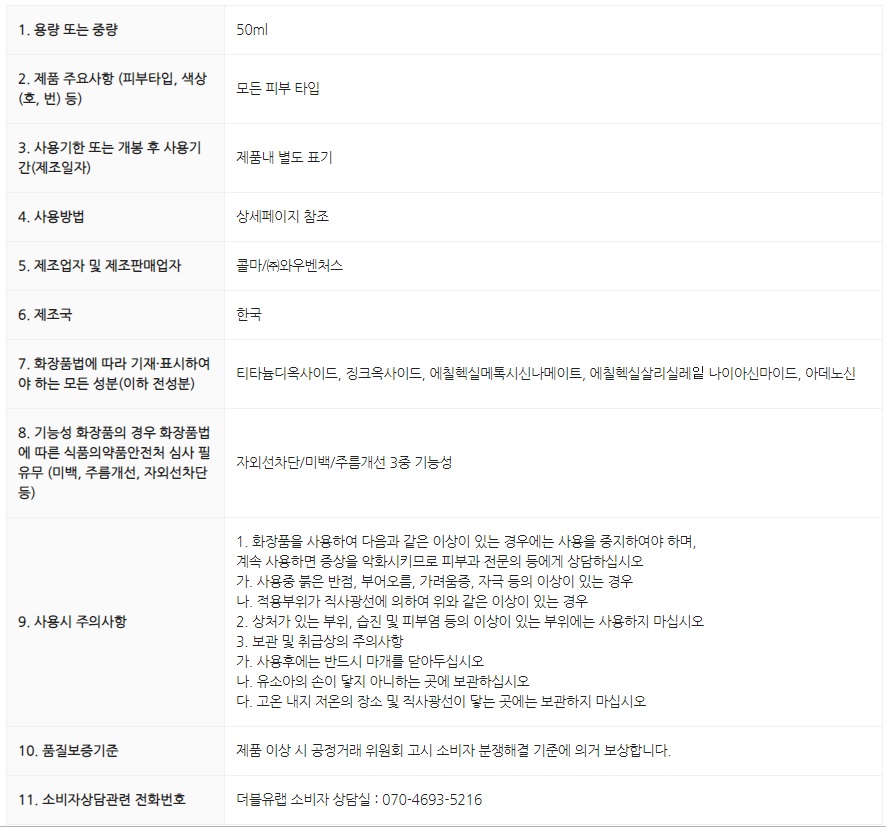 1. 용량 또는 중량
50ml
2. 제품 주요사항 (피부타입, 색상
(호, 번) 등)
모든 피부 타입
3. 사용기한 또는 개봉 후 사용기
간(제조일자)
제품내 별도 표기
4. 사용방법
상세페이지 참조
5. 제조업자 및 제조판매업자
콜마/㈜와우벤처스
6. 제조국
한국
7. 화장품법에 따라 기재·표시하여
야 하는 모든 성분(이하 전성분)
티타늄디옥사이드, 징크옥사이드, 에칠헥실메톡시신나메이트, 에칠헥실살리실레잍 나이아신마이드, 아데노신
8. 기능성 화장품의 경우 화장품법
에 따른 식품의약품안전처 심사 필
유무 (미백, 주름개선, 자외선차단
등)
자외선차단/미백/주름개선 3중 기능성
9. 사용시 주의사항
1. 화장품을 사용하여 다음과 같은 이상이 있는 경우에는 사용을 중지하여야 하며,
계속 사용하면 증상을 악화시키므로 피부과 전문의 등에게 상담하십시오
가. 사용중 붉은 반점, 부어오름, 가려움증, 자극 등의 이상이 있는 경우
나. 적용부위가 직사광선에 의하여 위와 같은 이상이 있는 경우
2. 상처가 있는 부위, 습진 및 피부염 등의 이상이 있는 부위에는 사용하지 마십시오
3. 보관 및 취급상의 주의사항
가. 사용후에는 반드시 마개를 닫아두십시오
나. 유소아의 손이 닿지 아니하는 곳에 보관하십시오
다. 고온 내지 저온의 장소 및 직사광선이 닿는 곳에는 보관하지 마십시오
10. 품질보증기준
제품 이상 시 공정거래 위원회 고시 소비자 분쟁해결 기준에 의거 보상합니다.
11. 소비자상담관련 전화번호
더블유랩 소비자 상담실 : 070-4693-5216